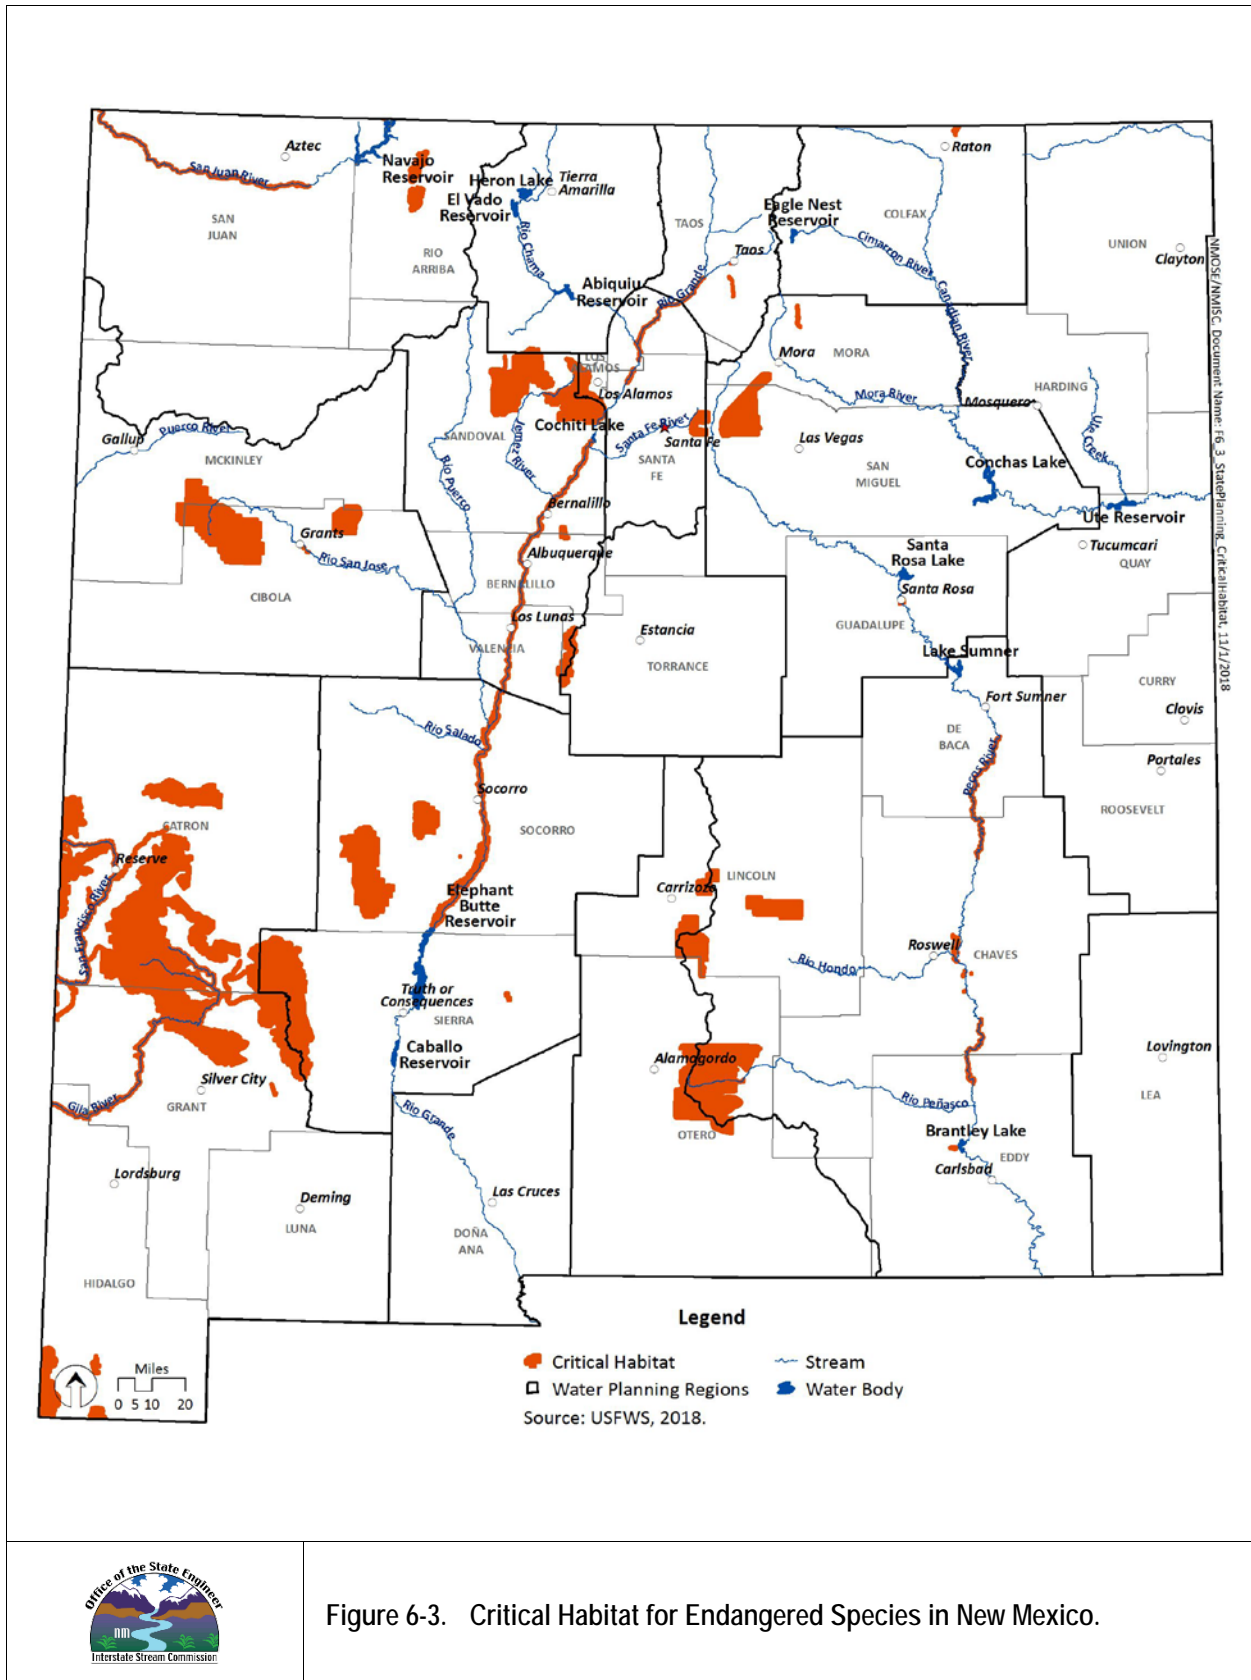 Aztec
San Juan River
Navajo
Reservoir
Heron Lake
Tierra
Amarilla
El Vado
Reservoir
Rio Chama
SAN
JUAN
RIO
ARRIBA
TAOS
Taos
Eagle Nest
Reservoir
COLFAX
Raton
Cimarron River
Canadian River
UNION
Clayton
Abiquiu
Reservoir
Rio Grande
Mora
MORA
Mora River
HARDING
Mosquero
Ute Creek
LOS
ALAMOS
Los Alamos
Cochiti Lake
Santa Fe River
Santa Fe
SANTA
FE
Las Vegas
SAN
MIGUEL
Conchas Lake
Ute Reservoir
Gallup
Puerco River
MCKINLEY
SANDOVAL
Jemez
River
Rio Puerco
Bernalillo
Grants
Rio San Jose
Albuquerque
BERNALILLO
CIBOLA
Los Lunas
VALENCIA
Estancia
TORRANCE
Santa
Rosa Lake
Santa Rosa
GUADALUPE
Tucumcari
QUAY
Lake Sumner
Fort Sumner
CURRY
Clovis
DE
BACA
Pecos River
Portales
ROOSEVELT
Rio Salado
Socorro
SOCORRO
CATRON
Reserve
San Francisco River
Elephant
Butte
Reservoir
Carrizozo
LINCOLN
Roswell
Rio Hondo
CHAVES
Truth or
Consequences
SIERRA
Caballo
Reservoir
Alamogordo
OTERO
Rio Peñasco
Lovington
LEA
Silver City
Gila River
GRANT
Rio Grande
Brantley Lake
EDDY
Carlsbad
Lordsburg
Deming
LUNA
Las Cruces
DOÑA
ANA
HIDALGO
NMOSE/NMISC, Document Name: F6_3_StatePlanning_CriticalHabitat, 11/1/2018
Miles
0 5 10 20
Legend
Critical Habitat
Stream
Water Planning Regions
Water Body
Source: USFWS, 2018.
Office of the State Engineer
nm
Interstate Stream Commission
Figure 6-3. Critical Habitat for Endangered Species in New Mexico.